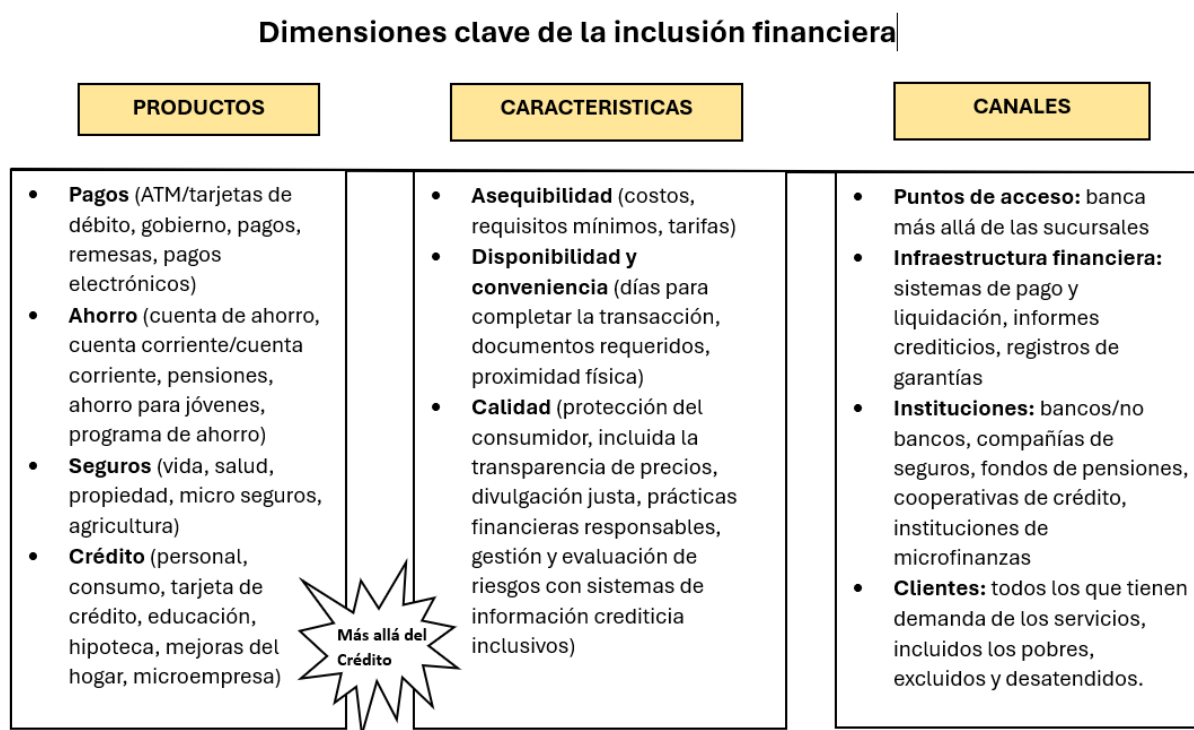 Dimensiones clave de la inclusión financiera
PRODUCTOS
• Pagos (ATM/tarjetas de
débito, gobierno, pagos,
remesas, pagos
electrónicos)
• Ahorro (cuenta de ahorro,
cuenta corriente/cuenta
corriente, pensiones,
ahorro para jóvenes,
programa de ahorro)
• Seguros (vida, salud,
propiedad, micro seguros,
agricultura)
• Crédito (personal,
consumo, tarjeta de
crédito, educación,
hipoteca, mejoras del
hogar, microempresa)
Más allá del
Crédito
CARACTERISTICAS
• Asequibilidad (costos,
requisitos mínimos, tarifas)
• Disponibilidad y
conveniencia (días para
completar la transacción,
documentos requeridos,
proximidad física)
• Calidad (protección del
consumidor, incluida la
transparencia de precios,
divulgación justa, prácticas
financieras responsables,
gestión y evaluación de
riesgos con sistemas de
información crediticia
inclusivos)
CANALES
• Puntos de acceso: banca
más allá de las sucursales
• Infraestructura financiera:
sistemas de pago y
liquidación, informes
crediticios, registros de
garantías
• Instituciones: bancos/no
bancos, compañías de
seguros, fondos de pensiones,
cooperativas de crédito,
instituciones de
microfinanzas
• Clientes: todos los que tienen
demanda de los servicios,
incluidos los pobres,
excluidos y desatendidos.